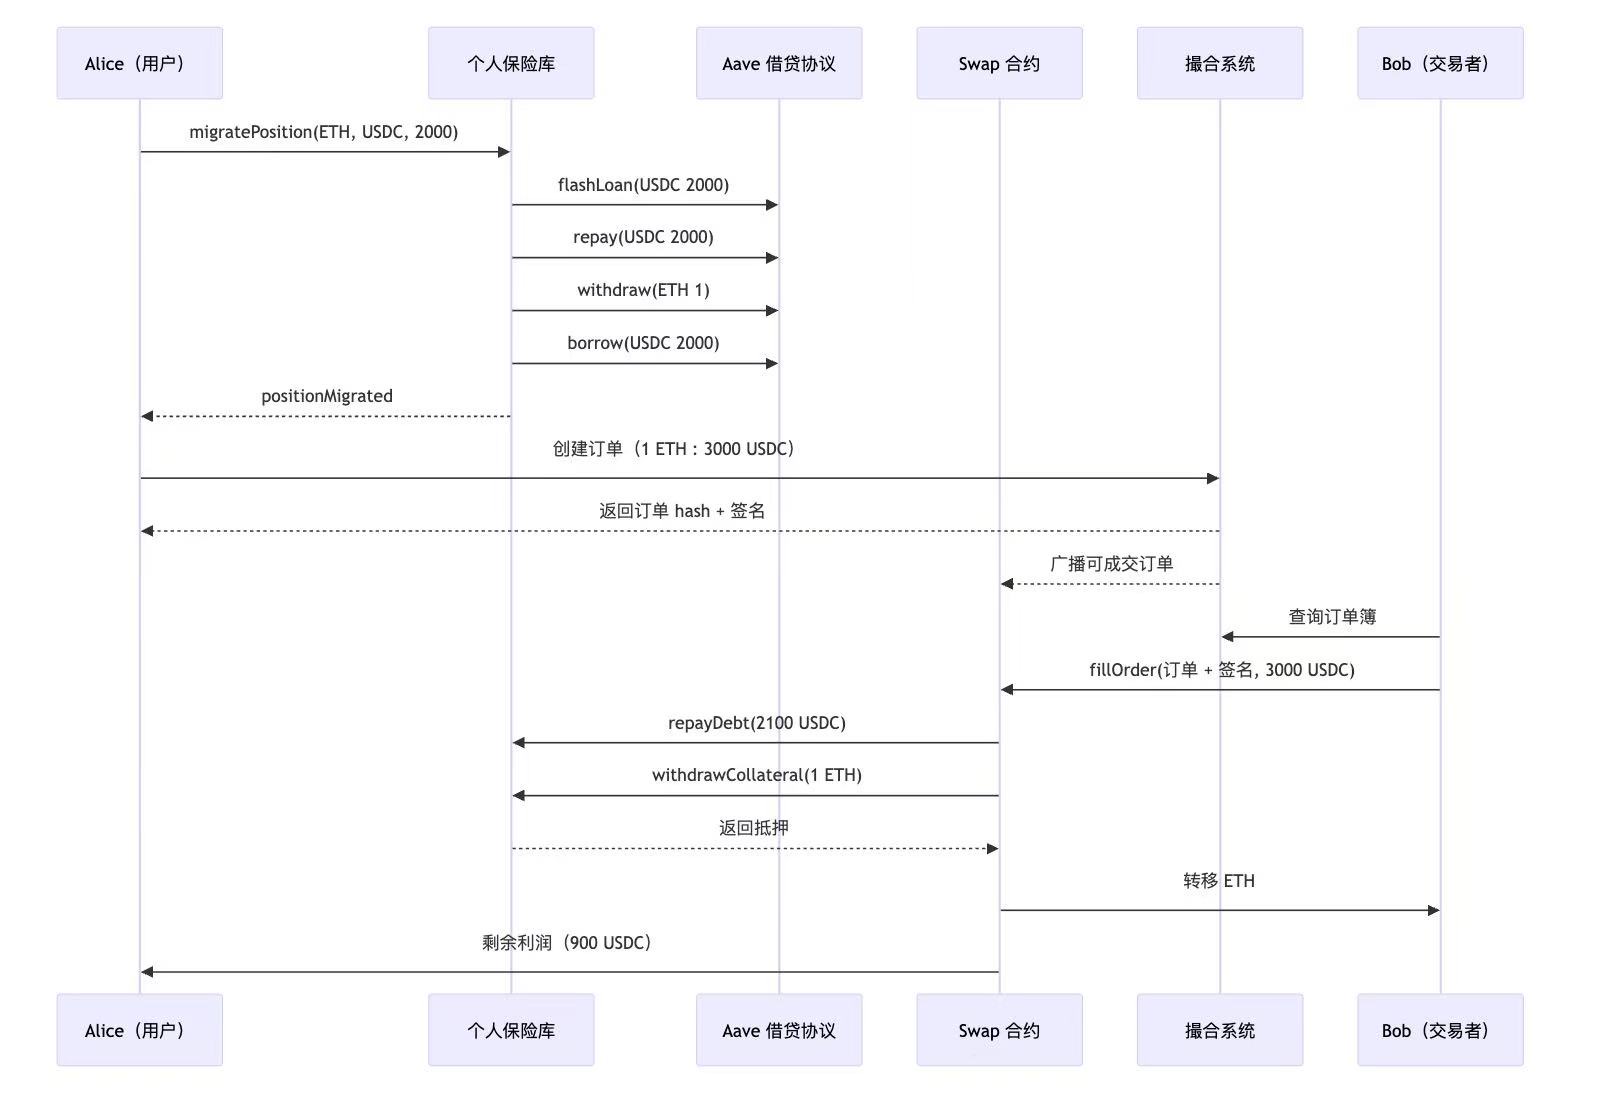 Alice（用户）
个人保险库
Aave 借贷协议
Swap 合约
撮合系统
Bob（交易者）
migratePosition(ETH, USDC, 2000)
flashLoan(USDC 2000)
repay(USDC 2000)
withdraw(ETH 1)
borrow(USDC 2000)
positionMigrated
创建订单（1 ETH : 3000 USDC）
返回订单 hash + 签名
广播可成交订单
查询订单簿
fillOrder(订单 + 签名, 3000 USDC)
repayDebt(2100 USDC)
withdrawCollateral(1 ETH)
返回抵押
转移 ETH
剩余利润（900 USDC）
Alice（用户）
个人保险库
Aave 借贷协议
Swap 合约
撮合系统
Bob（交易者）